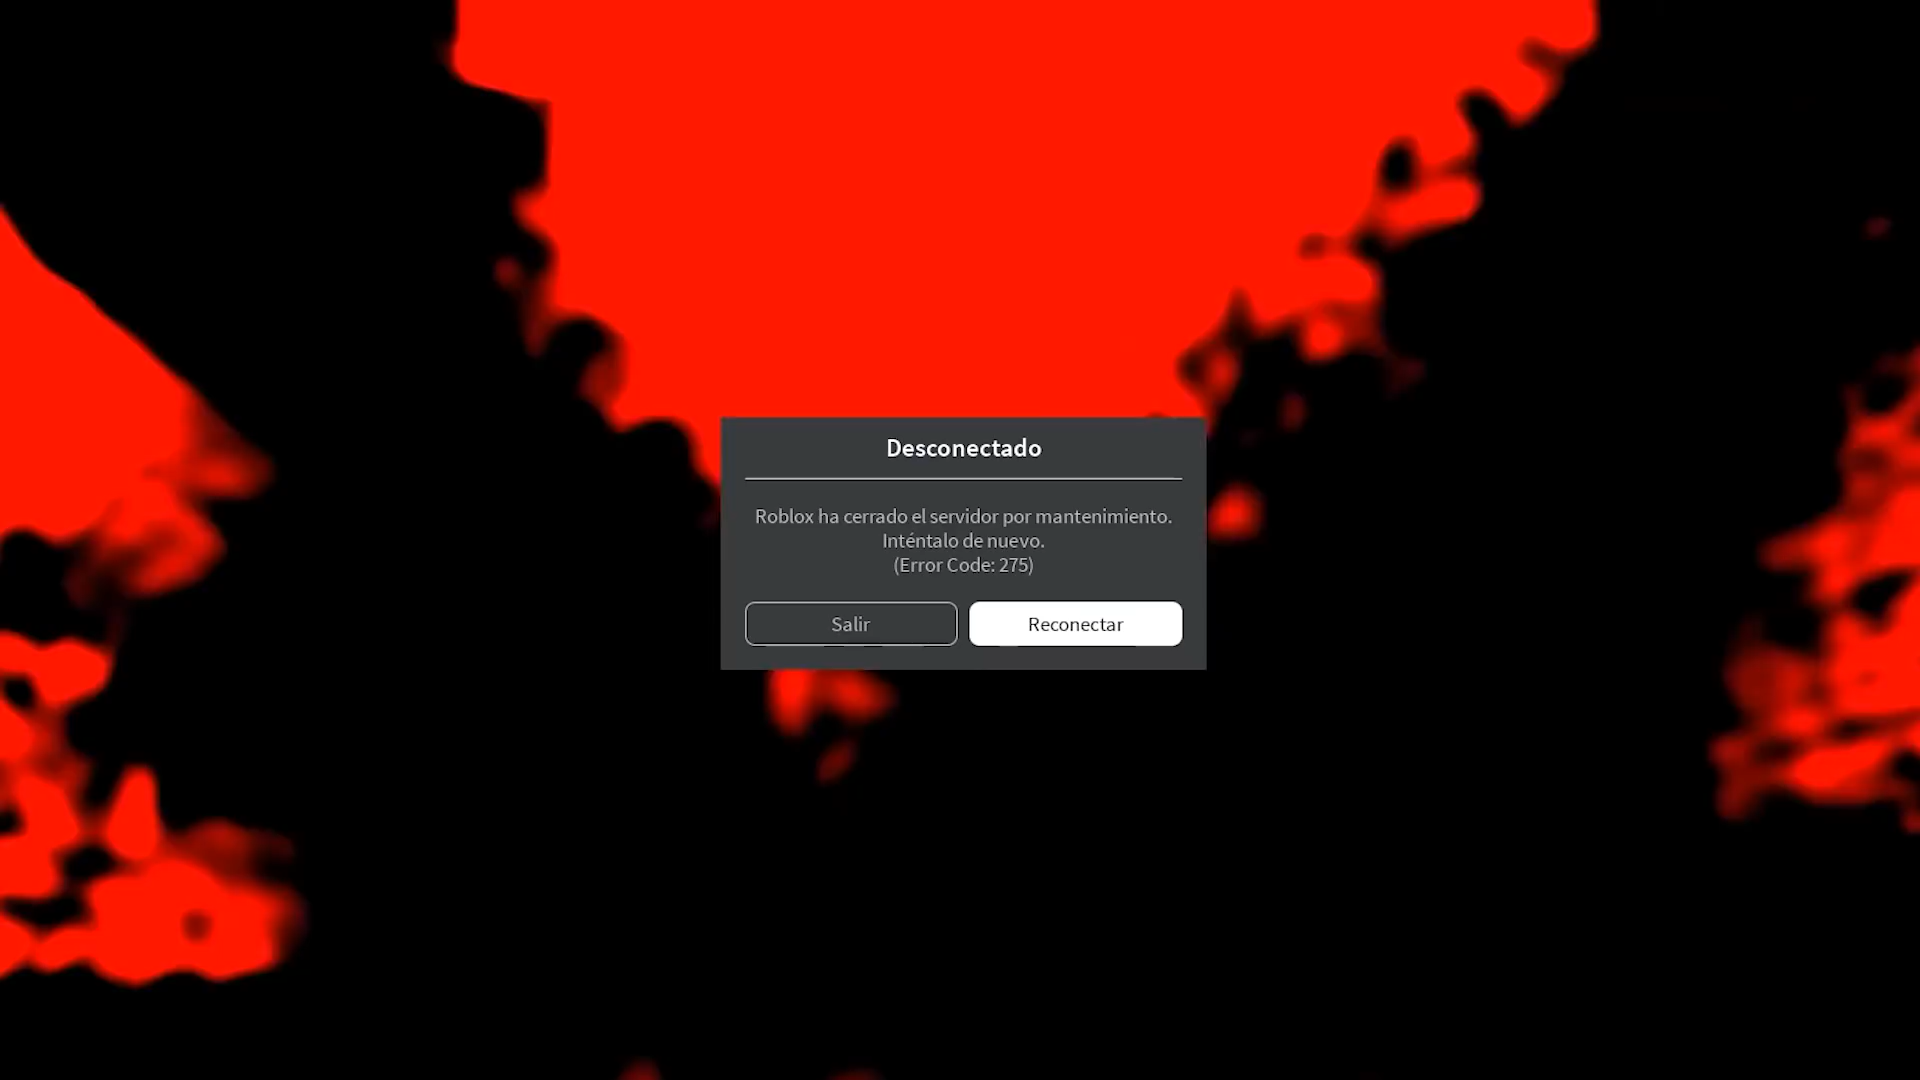 Desconectado
Roblox ha cerrado el servidor por mantenimiento.
Inténtalo de nuevo.
(Error Code: 275)
Salir
Reconectar